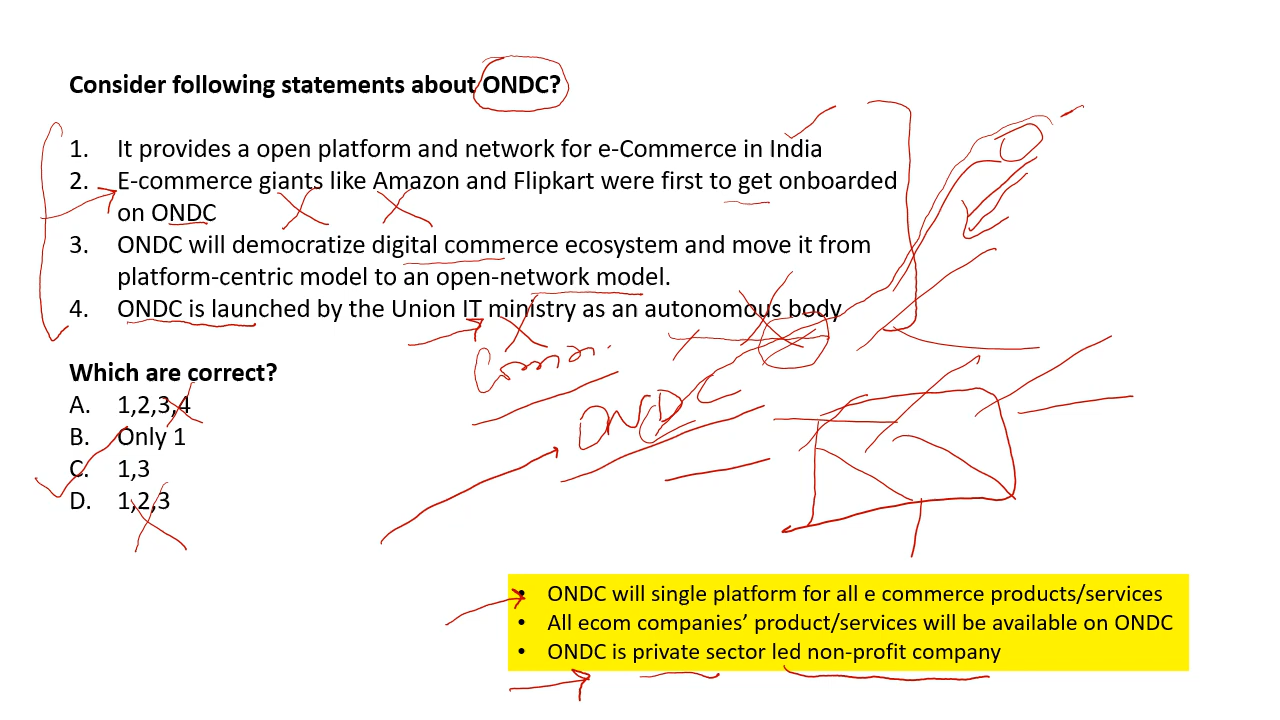 Consider following statements about ONDC?
1. It provides a open platform and network for e-Commerce in India
2. E-commerce giants like Amazon and Flipkart were first to get onboarded
on ONDC
3. ONDC will democratize digital commerce ecosystem and move it from
platform-centric model to an open-network model.
4. ONDC is launched by the Union IT ministry as an autonomous body
Which are correct?
A. 1,2,3,4
B. Only 1
C. 1,3
D. 1,2,3
ONDC
• ONDC will single platform for all e commerce products/services
• All ecom companies’ product/services will be available on ONDC
• ONDC is private sector led non-profit company